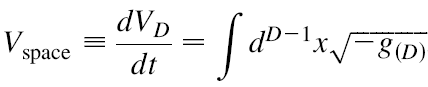 V_space ≡ dV_D/dt = ∫ d^{D−1}x √−g_(D)